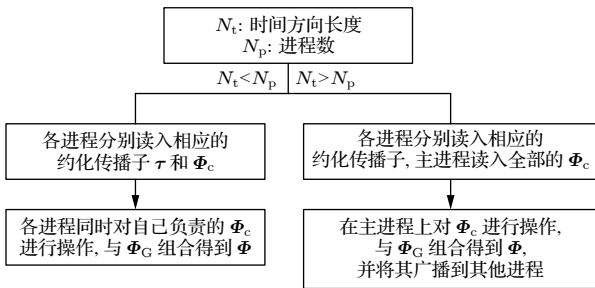 N_t: 时间方向长度
N_p: 进程数
N_t<N_p N_t>N_p
各进程分别读入相应的
约化传播子 τ 和 Φ_c
各进程分别读入相应的
约化传播子, 主进程读入全部的 Φ_c
各进程同时对自己负责的 Φ_c
进行操作, 与 Φ_G 组合得到 Φ
在主进程上对 Φ_c 进行操作,
与 Φ_G 组合得到 Φ,
并将其广播到其他进程